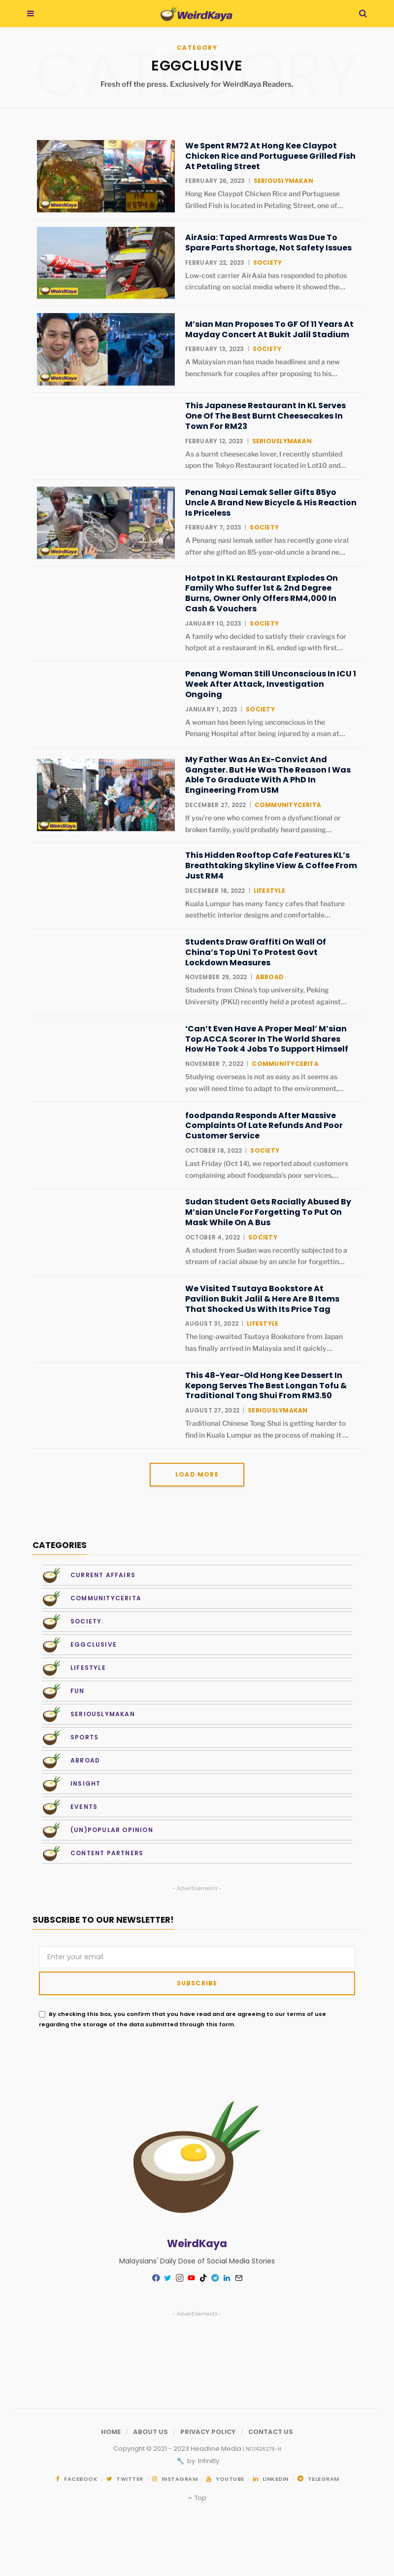 WeirdKaya
CATEGORY
CATEGORY
EGGCLUSIVE
Fresh off the press. Exclusively for WeirdKaya Readers.
WeirdKaya
We Spent RM72 At Hong Kee Claypot
Chicken Rice and Portuguese Grilled Fish
At Petaling Street
FEBRUARY 26, 2023 | SERIOUSLYMAKAN
Hong Kee Claypot Chicken Rice and Portuguese
Grilled Fish is located in Petaling Street, one of…
WeirdKaya
AirAsia: Taped Armrests Was Due To
Spare Parts Shortage, Not Safety Issues
FEBRUARY 22, 2023 | SOCIETY
Low-cost carrier AirAsia has responded to photos
circulating on social media where it showed the…
WeirdKaya
M’sian Man Proposes To GF Of 11 Years At
Mayday Concert At Bukit Jalil Stadium
FEBRUARY 13, 2023 | SOCIETY
A Malaysian man has made headlines and a new
benchmark for couples after proposing to his…
This Japanese Restaurant In KL Serves
One Of The Best Burnt Cheesecakes In
Town For RM23
FEBRUARY 12, 2023 | SERIOUSLYMAKAN
As a burnt cheesecake lover, I recently stumbled
upon the Tokyo Restaurant located in Lot10 and…
WeirdKaya
Penang Nasi Lemak Seller Gifts 85yo
Uncle A Brand New Bicycle & His Reaction
Is Priceless
FEBRUARY 7, 2023 | SOCIETY
A Penang nasi lemak seller has recently gone viral
after she gifted an 85-year-old uncle a brand ne…
Hotpot In KL Restaurant Explodes On
Family Who Suffer 1st & 2nd Degree
Burns, Owner Only Offers RM4,000 In
Cash & Vouchers
JANUARY 10, 2023 | SOCIETY
A family who decided to satisfy their cravings for
hotpot at a restaurant in KL ended up with first…
Penang Woman Still Unconscious In ICU 1
Week After Attack, Investigation
Ongoing
JANUARY 1, 2023 | SOCIETY
A woman has been lying unconscious in the
Penang Hospital after being injured by a man at…
WeirdKaya
My Father Was An Ex-Convict And
Gangster. But He Was The Reason I Was
Able To Graduate With A PhD In
Engineering From USM
DECEMBER 27, 2022 | COMMUNITYCERITA
If you're one who comes from a dysfunctional or
broken family, you'd probably heard passing…
This Hidden Rooftop Cafe Features KL’s
Breathtaking Skyline View & Coffee From
Just RM4
DECEMBER 18, 2022 | LIFESTYLE
Kuala Lumpur has many fancy cafes that feature
aesthetic interior designs and comfortable…
Students Draw Graffiti On Wall Of
China’s Top Uni To Protest Govt
Lockdown Measures
NOVEMBER 29, 2022 | ABROAD
Students from China’s top university, Peking
University (PKU) recently held a protest against…
‘Can’t Even Have A Proper Meal’ M’sian
Top ACCA Scorer In The World Shares
How He Took 4 Jobs To Support Himself
NOVEMBER 7, 2022 | COMMUNITYCERITA
Studying overseas is not as easy as it seems as
you will need time to adapt to the environment,…
foodpanda Responds After Massive
Complaints Of Late Refunds And Poor
Customer Service
OCTOBER 18, 2022 | SOCIETY
Last Friday (Oct 14), we reported about customers
complaining about foodpanda’s poor services,…
Sudan Student Gets Racially Abused By
M’sian Uncle For Forgetting To Put On
Mask While On A Bus
OCTOBER 4, 2022 | SOCIETY
A student from Sudan was recently subjected to a
streak of racial abuse by an uncle for forgettin…
We Visited Tsutaya Bookstore At
Pavilion Bukit Jalil & Here Are 8 Items
That Shocked Us With Its Price Tag
AUGUST 31, 2022 | LIFESTYLE
The long-awaited Tsutaya Bookstore from Japan
has finally arrived in Malaysia and it quickly…
This 48-Year-Old Hong Kee Dessert In
Kepong Serves The Best Longan Tofu &
Traditional Tong Shui From RM3.50
AUGUST 27, 2022 | SERIOUSLYMAKAN
Traditional Chinese Tong Shui is getting harder to
find in Kuala Lumpur as the process of making it …
LOAD MORE
CATEGORIES
CURRENT AFFAIRS
COMMUNITYCERITA
SOCIETY
EGGCLUSIVE
LIFESTYLE
FUN
SERIOUSLYMAKAN
SPORTS
ABROAD
INSIGHT
EVENTS
(UN)POPULAR OPINION
CONTENT PARTNERS
- Advertisements -
SUBSCRIBE TO OUR NEWSLETTER!
Enter your email
SUBSCRIBE
By checking this box, you confirm that you have read and are agreeing to our terms of use
regarding the storage of the data submitted through this form.
WeirdKaya
Malaysians' Daily Dose of Social Media Stories
- Advertisements -
HOME / ABOUT US / PRIVACY POLICY / CONTACT US
Copyright © 2021 - 2023 Headline Media | NO.1426279-H
by Infinitly
FACEBOOK / TWITTER / INSTAGRAM / YOUTUBE / LINKEDIN / TELEGRAM
Top